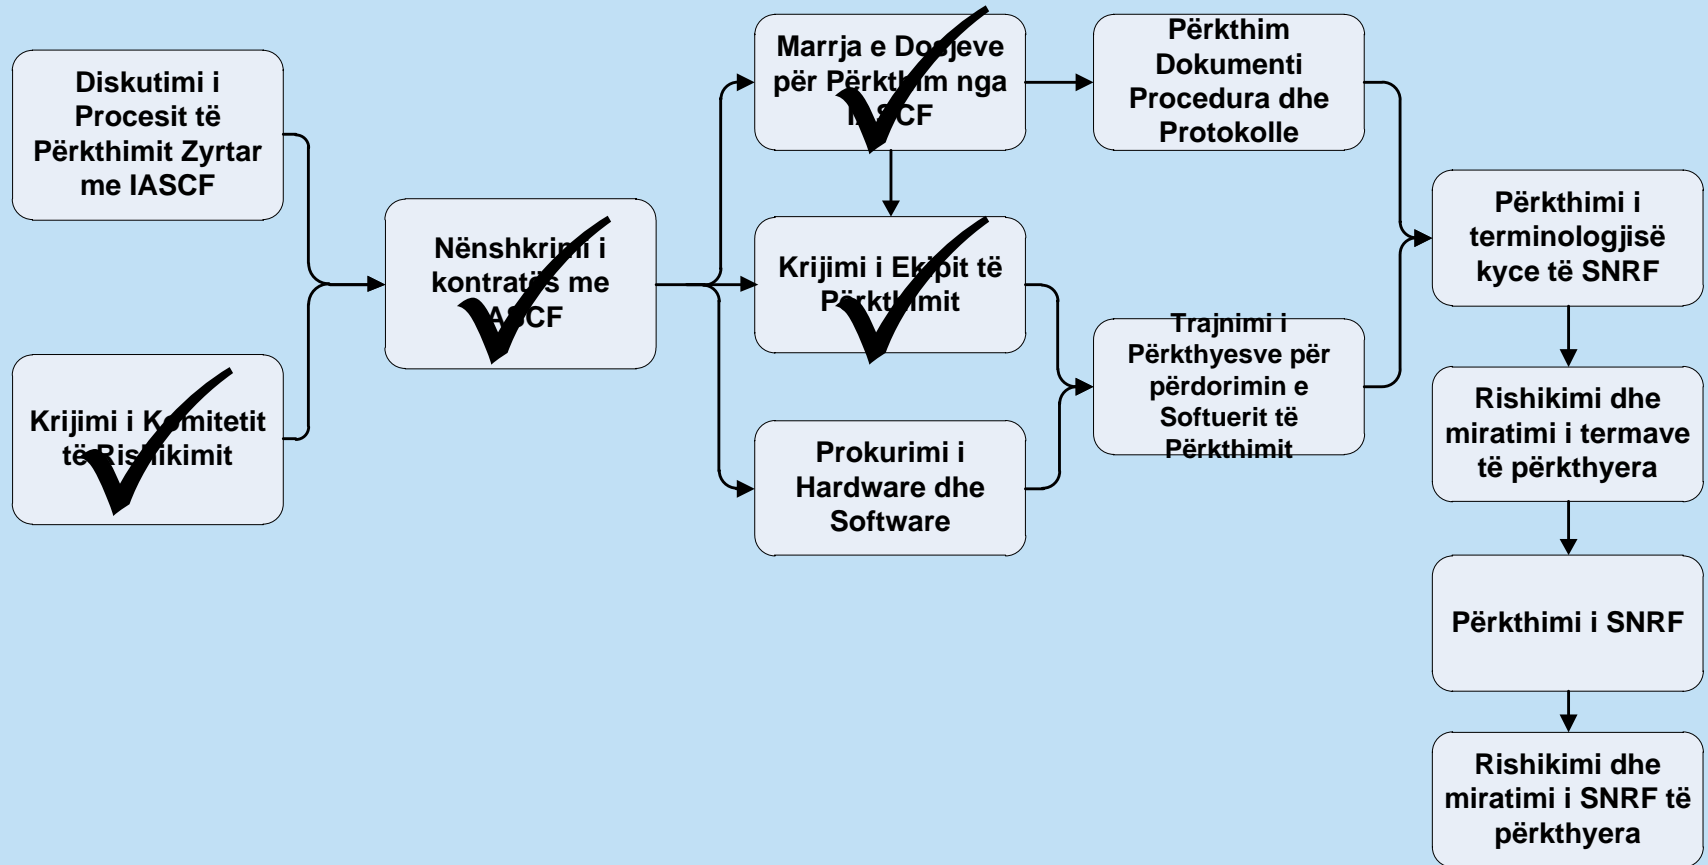 Diskutimi i
Procesit të
Përkthimit Zyrtar
me IASCF
Krijimi i Komitetit
të Rishikimit
Nënshkrimi i
kontratës me
IASCF
Marrja e Dosjeve
për Përkthim nga
IASCF
Krijimi i Ekipit të
Përkthimit
Prokurimi i
Hardware dhe
Software
Përkthim
Dokumenti
Procedura dhe
Protokolle
Trajnimi i
Përkthyesve për
përdorimin e
Softuerit të
Përkthimit
Përkthimi i
terminologjisë
kyce të SNRF
Rishikimi dhe
miratimi i termave
të përkthyera
Përkthimi i SNRF
Rishikimi dhe
miratimi i SNRF të
përkthyera